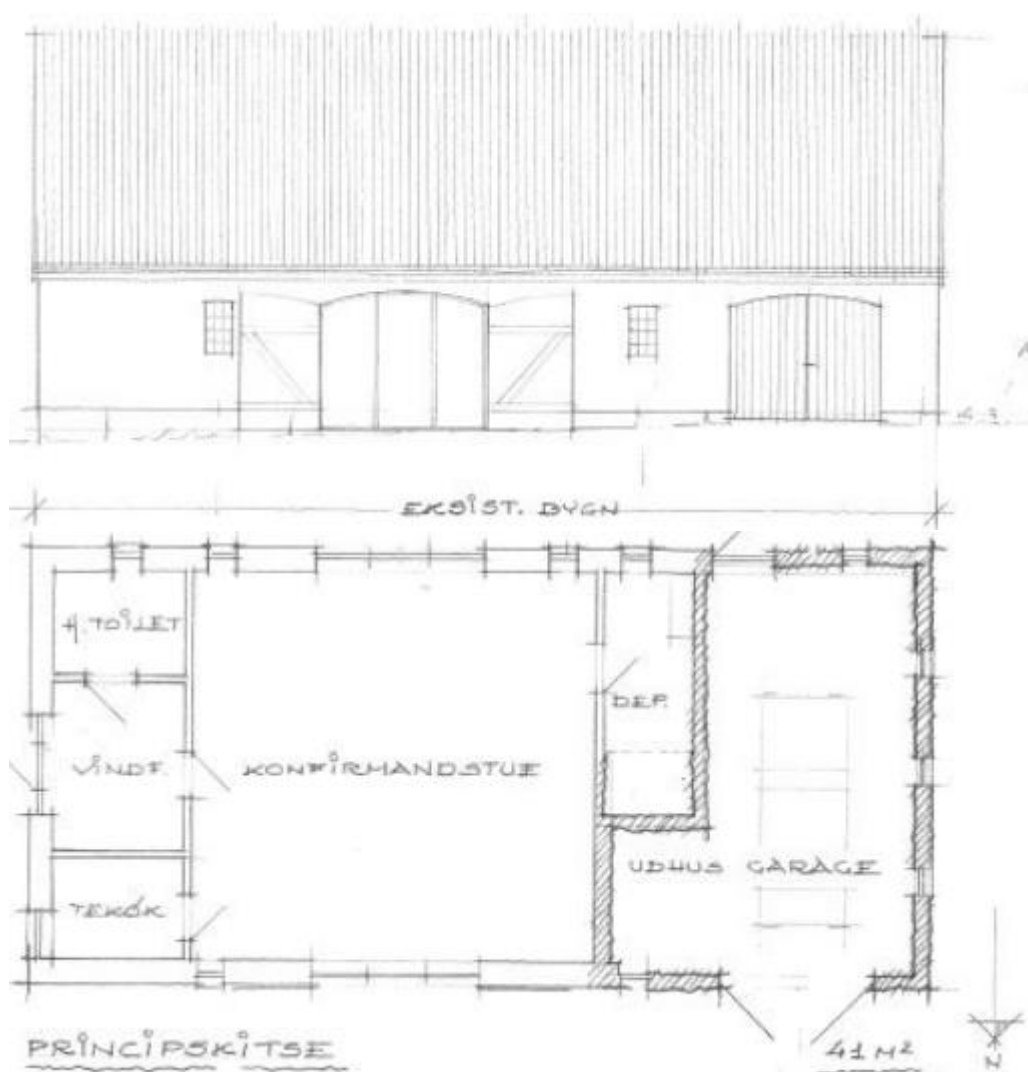 EKSIST. BYGN
H. TOILET
DEP.
VINDF.
KONFIRMANDSTUE
UDHUS GARAGE
TEKØK
PRINCIPSKITSE
41 M²
N